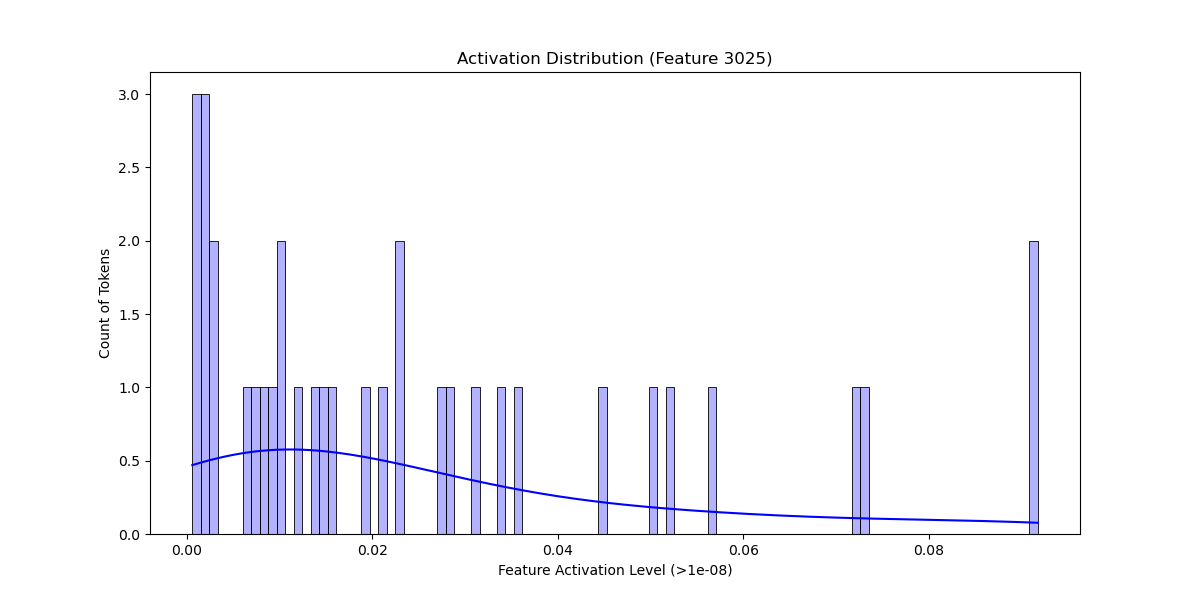 Activation Distribution (Feature 3025)
3.0
2.5
2.0
1.5
1.0
0.5
0.0
Count of Tokens
0.00 0.02 0.04 0.06 0.08
Feature Activation Level (>1e-08)